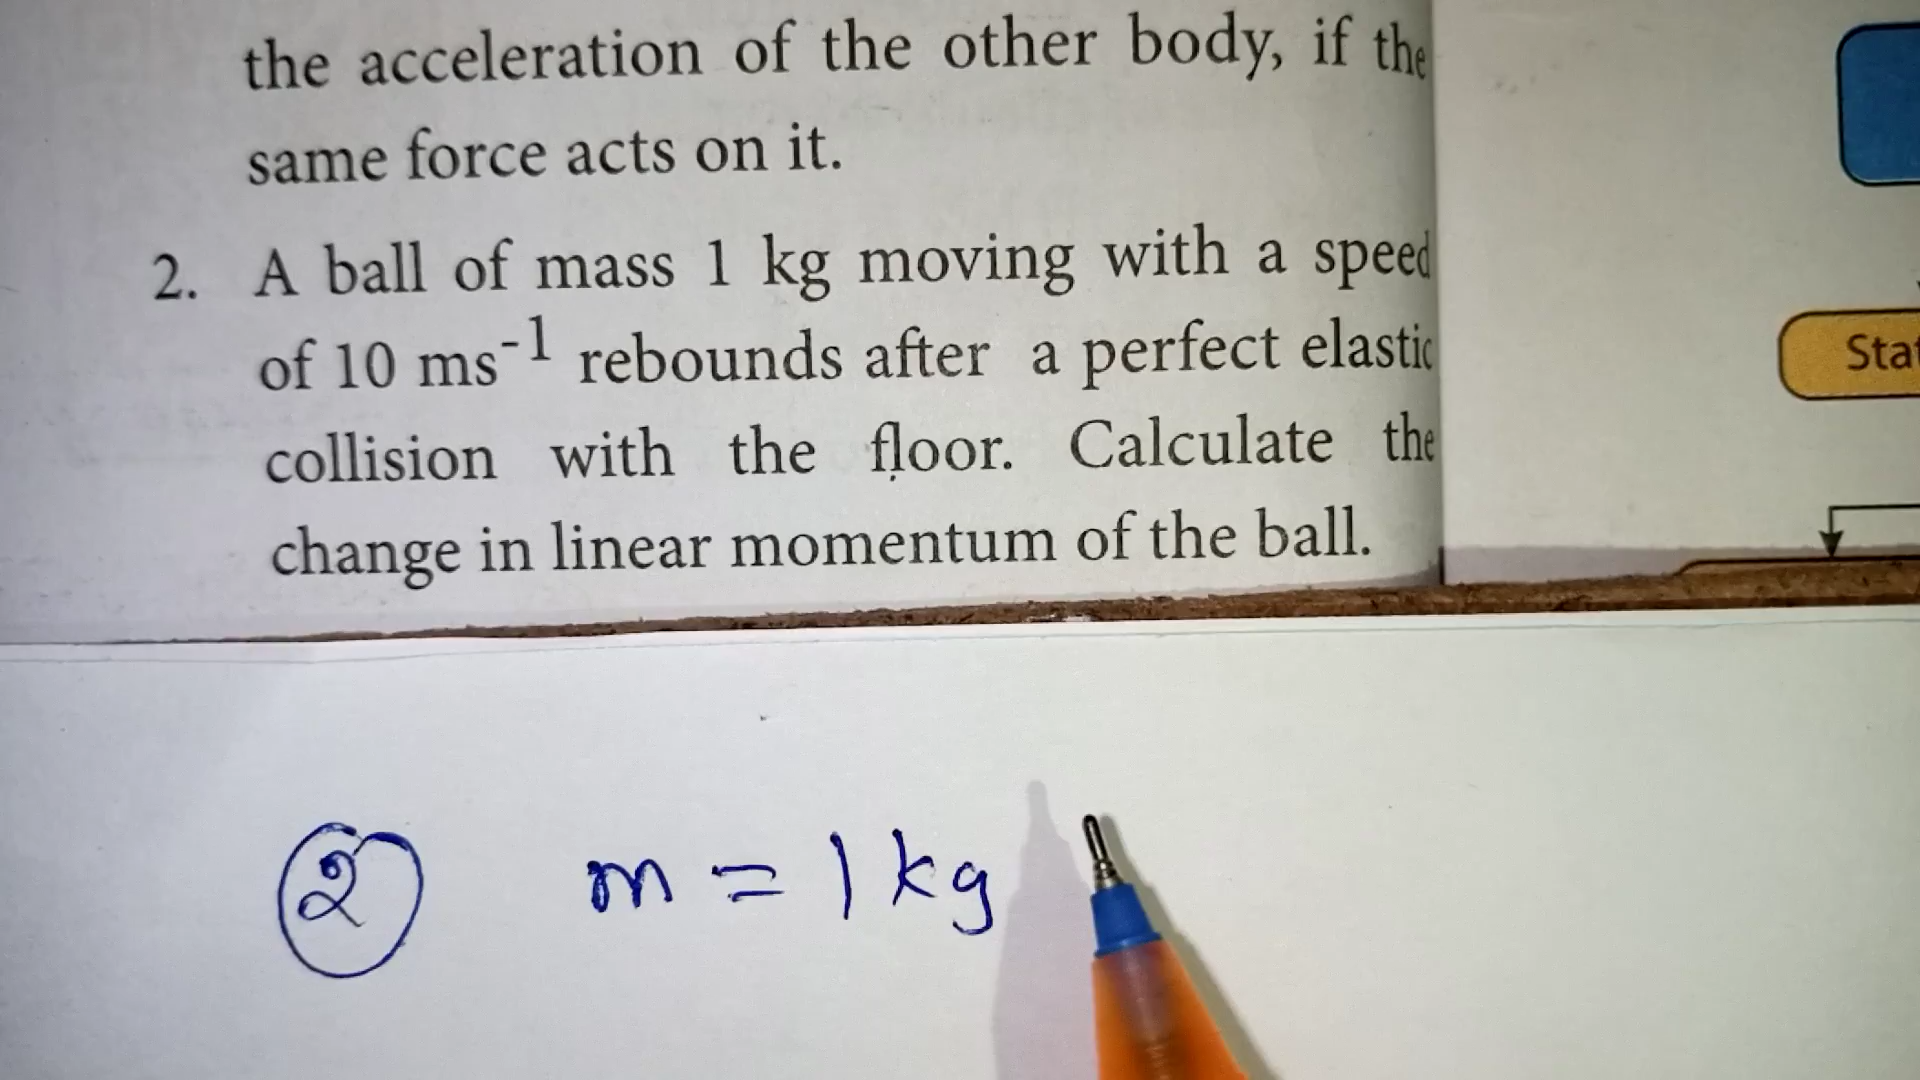 the acceleration of the other body, if the
same force acts on it.
2. A ball of mass 1 kg moving with a speed
of 10 ms⁻¹ rebounds after a perfect elastic
collision with the floor. Calculate the
change in linear momentum of the ball.
Sta
② m = 1 kg